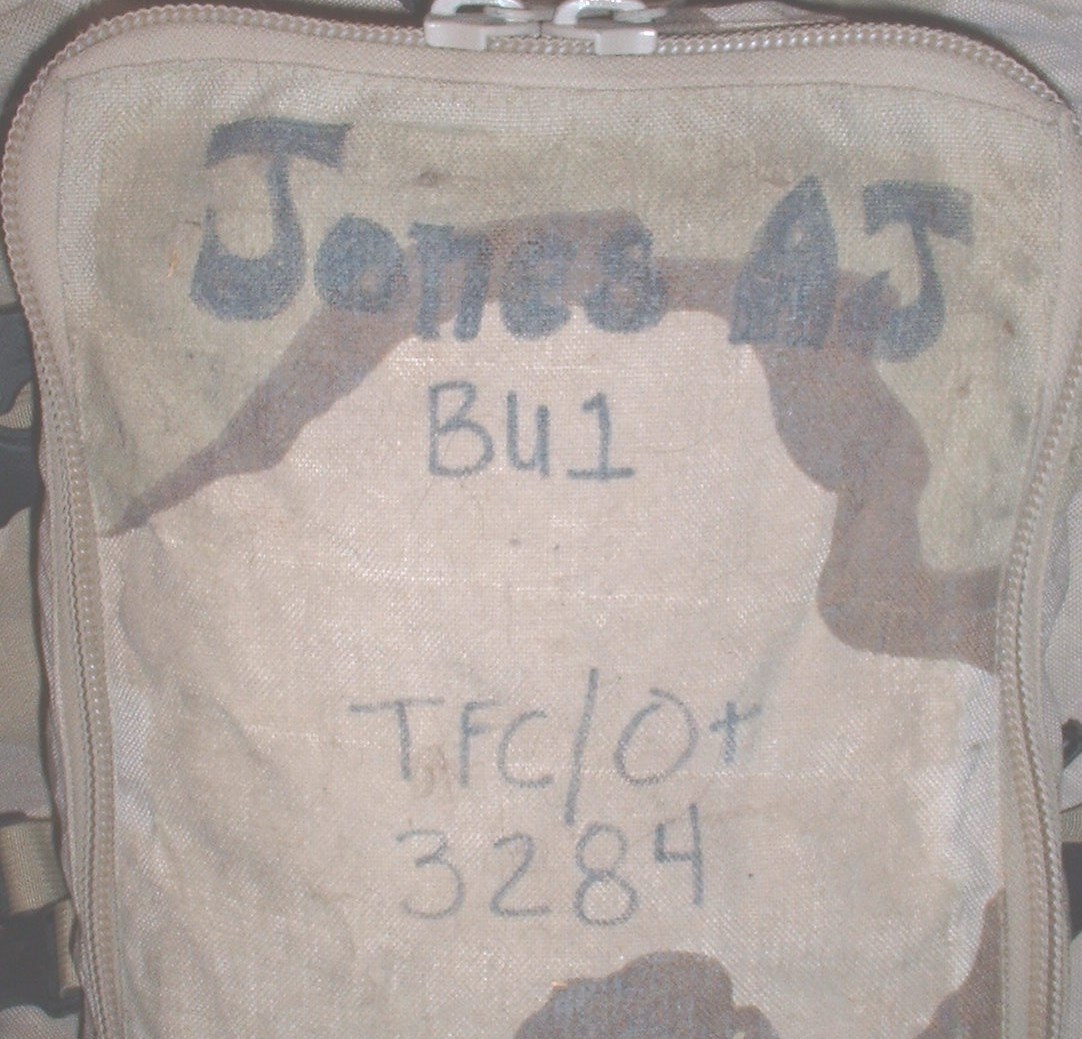 Jones AJ
BU1
TFC/O+
3284